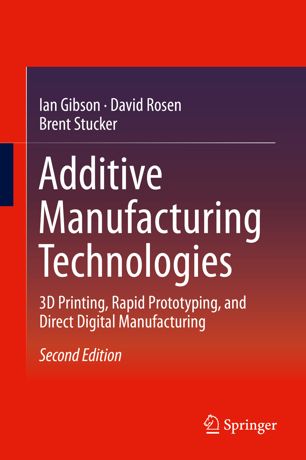 Ian Gibson · David Rosen
Brent Stucker
Additive
Manufacturing
Technologies
3D Printing, Rapid Prototyping, and
Direct Digital Manufacturing
Second Edition
Springer